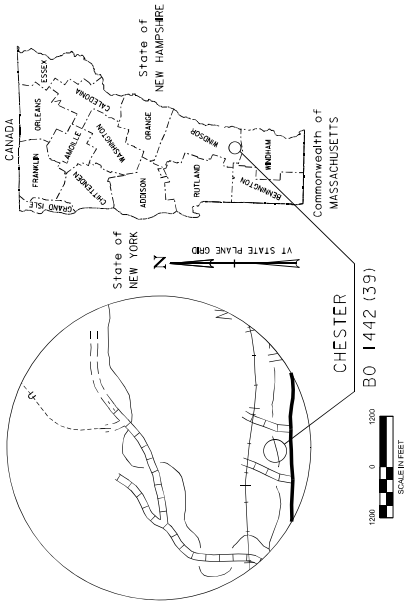 CANADA
ESSEX
ORLEANS
FRANKLIN
GRAND ISLE
LAMOILLE
CALEDONIA
CHITTENDEN
WASHINGTON
State of
NEW HAMPSHIRE
ADDISON
ORANGE
State of
NEW YORK
WINDSOR
RUTLAND
WINDHAM
BENNINGTON
Commonwealth of
MASSACHUSETTS
N
VT STATE PLANE GRID
CHESTER
BO 1442 (39)
1200 0 1200
SCALE IN FEET